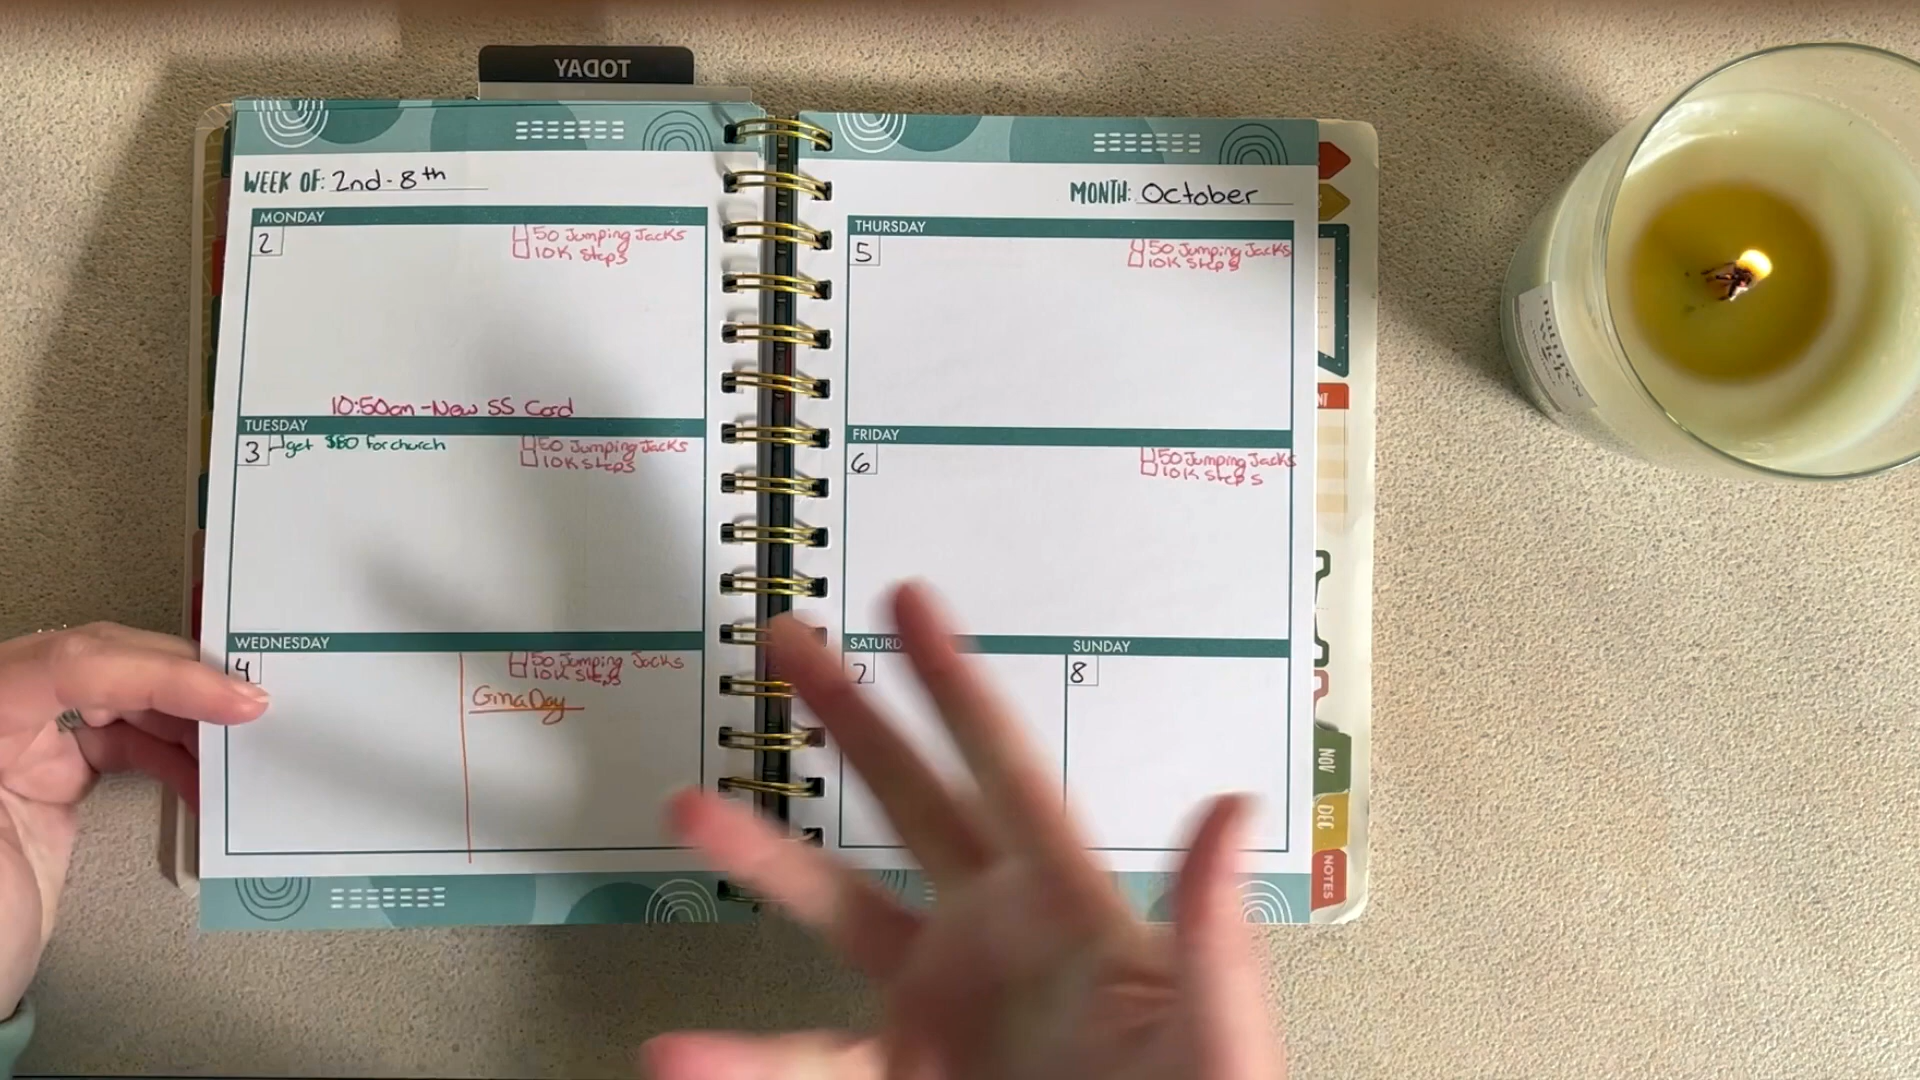 TODAY
WEEK OF: 2nd-8th
MONDAY
2
50 Jumping Jacks
10K Steps
10:50am-New SS Card
TUESDAY
3
get $80 for church
50 Jumping Jacks
10K Steps
WEDNESDAY
4
50 Jumping Jacks
10K Steps
Gma Day
MONTH: October
THURSDAY
5
50 Jumping Jacks
10K Steps
FRIDAY
6
50 Jumping Jacks
10K Steps
SATURD
7
SUNDAY
8
NOV
DEC
NOTES